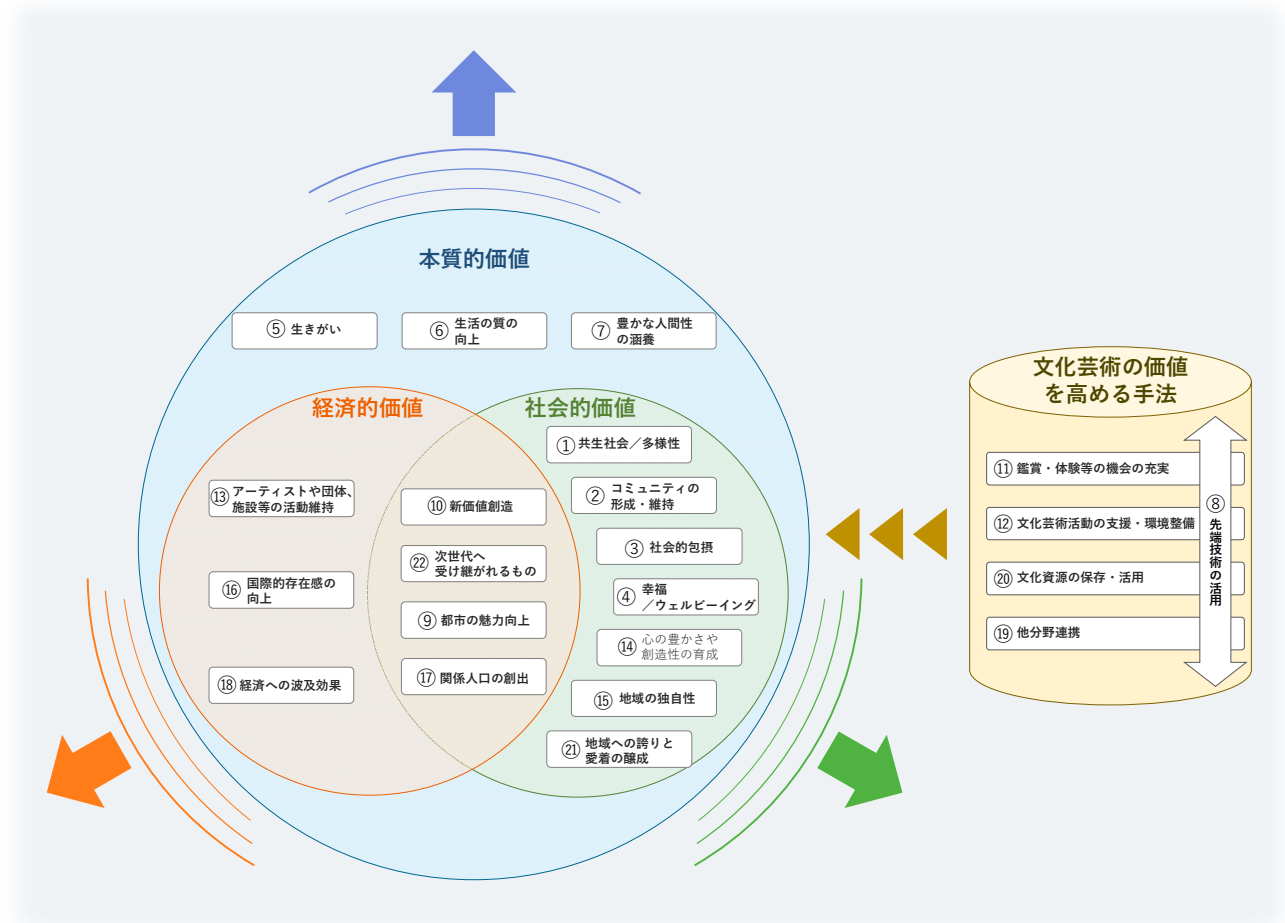 本質的価値
⑤ 生きがい
⑥ 生活の質の
向上
⑦ 豊かな人間性
の涵養
経済的価値
⑬ アーティストや団体、
施設等の活動維持
⑯ 国際的存在感の
向上
⑱ 経済への波及効果
⑩ 新価値創造
㉒ 次世代へ
受け継がれるもの
⑨ 都市の魅力向上
⑰ 関係人口の創出
社会的価値
① 共生社会／多様性
② コミュニティの
形成・維持
③ 社会的包摂
④ 幸福
／ウェルビーイング
⑭ 心の豊かさや
創造性の育成
⑮ 地域の独自性
㉑ 地域への誇りと
愛着の醸成
文化芸術の価値
を高める手法
⑪ 鑑賞・体験等の機会の充実
⑫ 文化芸術活動の支援・環境整備
⑳ 文化資源の保存・活用
⑲ 他分野連携
⑧ 先端技術の活用